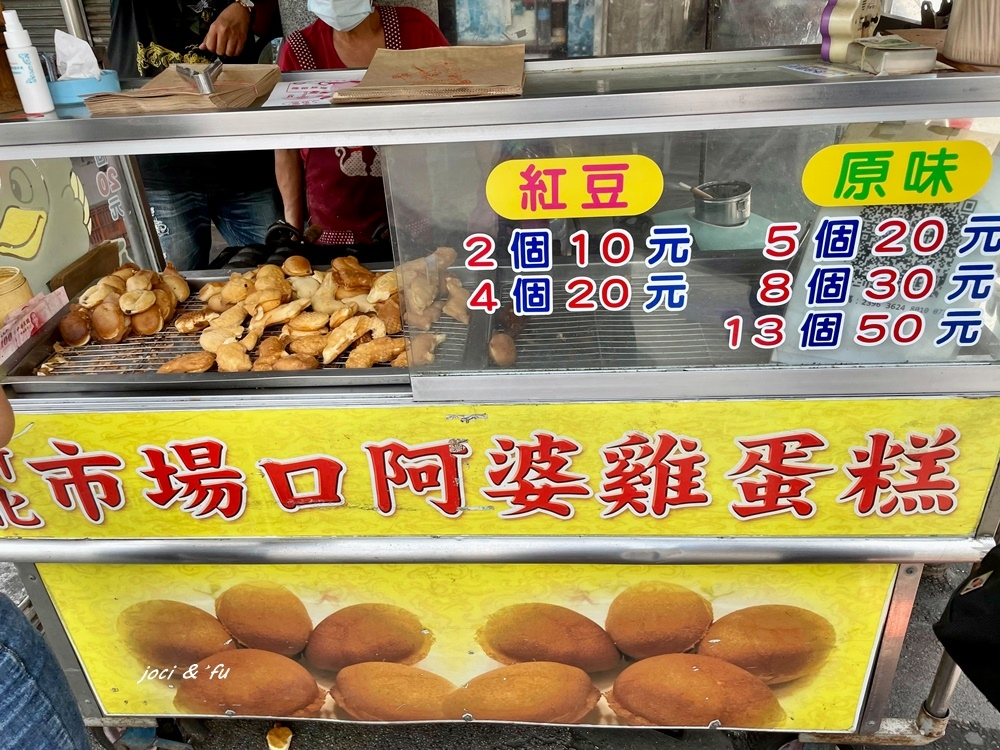 紅豆
2個10元
4個20元
原味
5個20元
8個30元
13個50元
市場口阿婆雞蛋糕
joci & 'fu